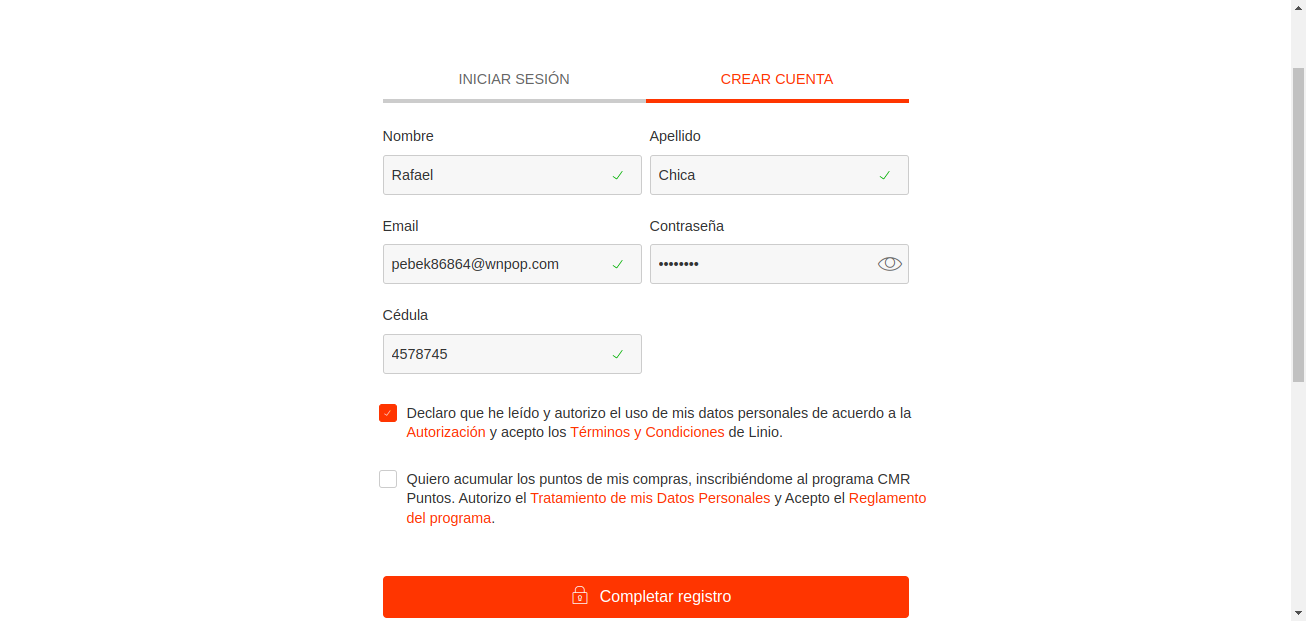 INICIAR SESIÓN
CREAR CUENTA
Nombre
Apellido
Rafael
Chica
Email
Contraseña
pebek86864@wnpop.com
••••••••
Cédula
4578745
Declaro que he leído y autorizo el uso de mis datos personales de acuerdo a la
Autorización y acepto los Términos y Condiciones de Linio.
Quiero acumular los puntos de mis compras, inscribiéndome al programa CMR
Puntos. Autorizo el Tratamiento de mis Datos Personales y Acepto el Reglamento
del programa.
Completar registro